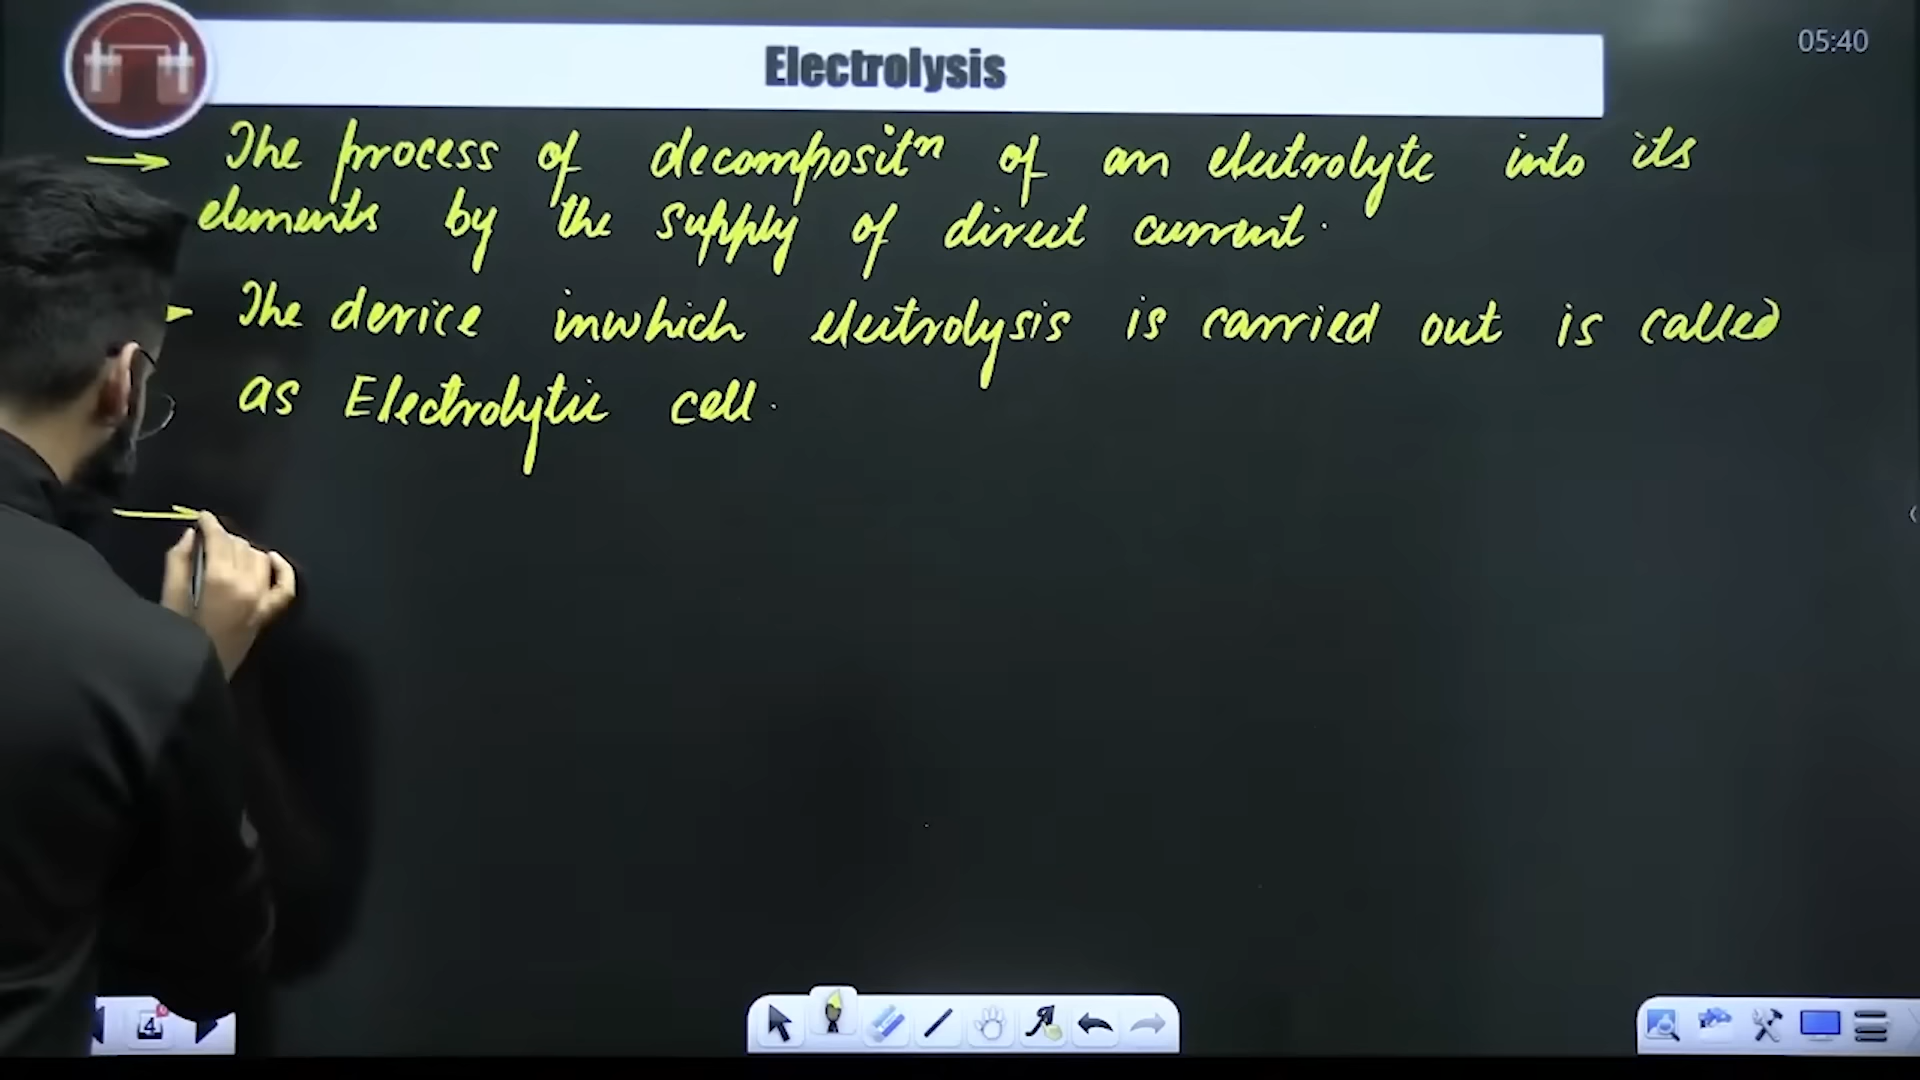 Electrolysis
05:40
The process of decompositⁿ of an electrolyte into its
elements by the supply of direct current.
The device inwhich electrolysis is carried out is called
as Electrolytic cell.
4